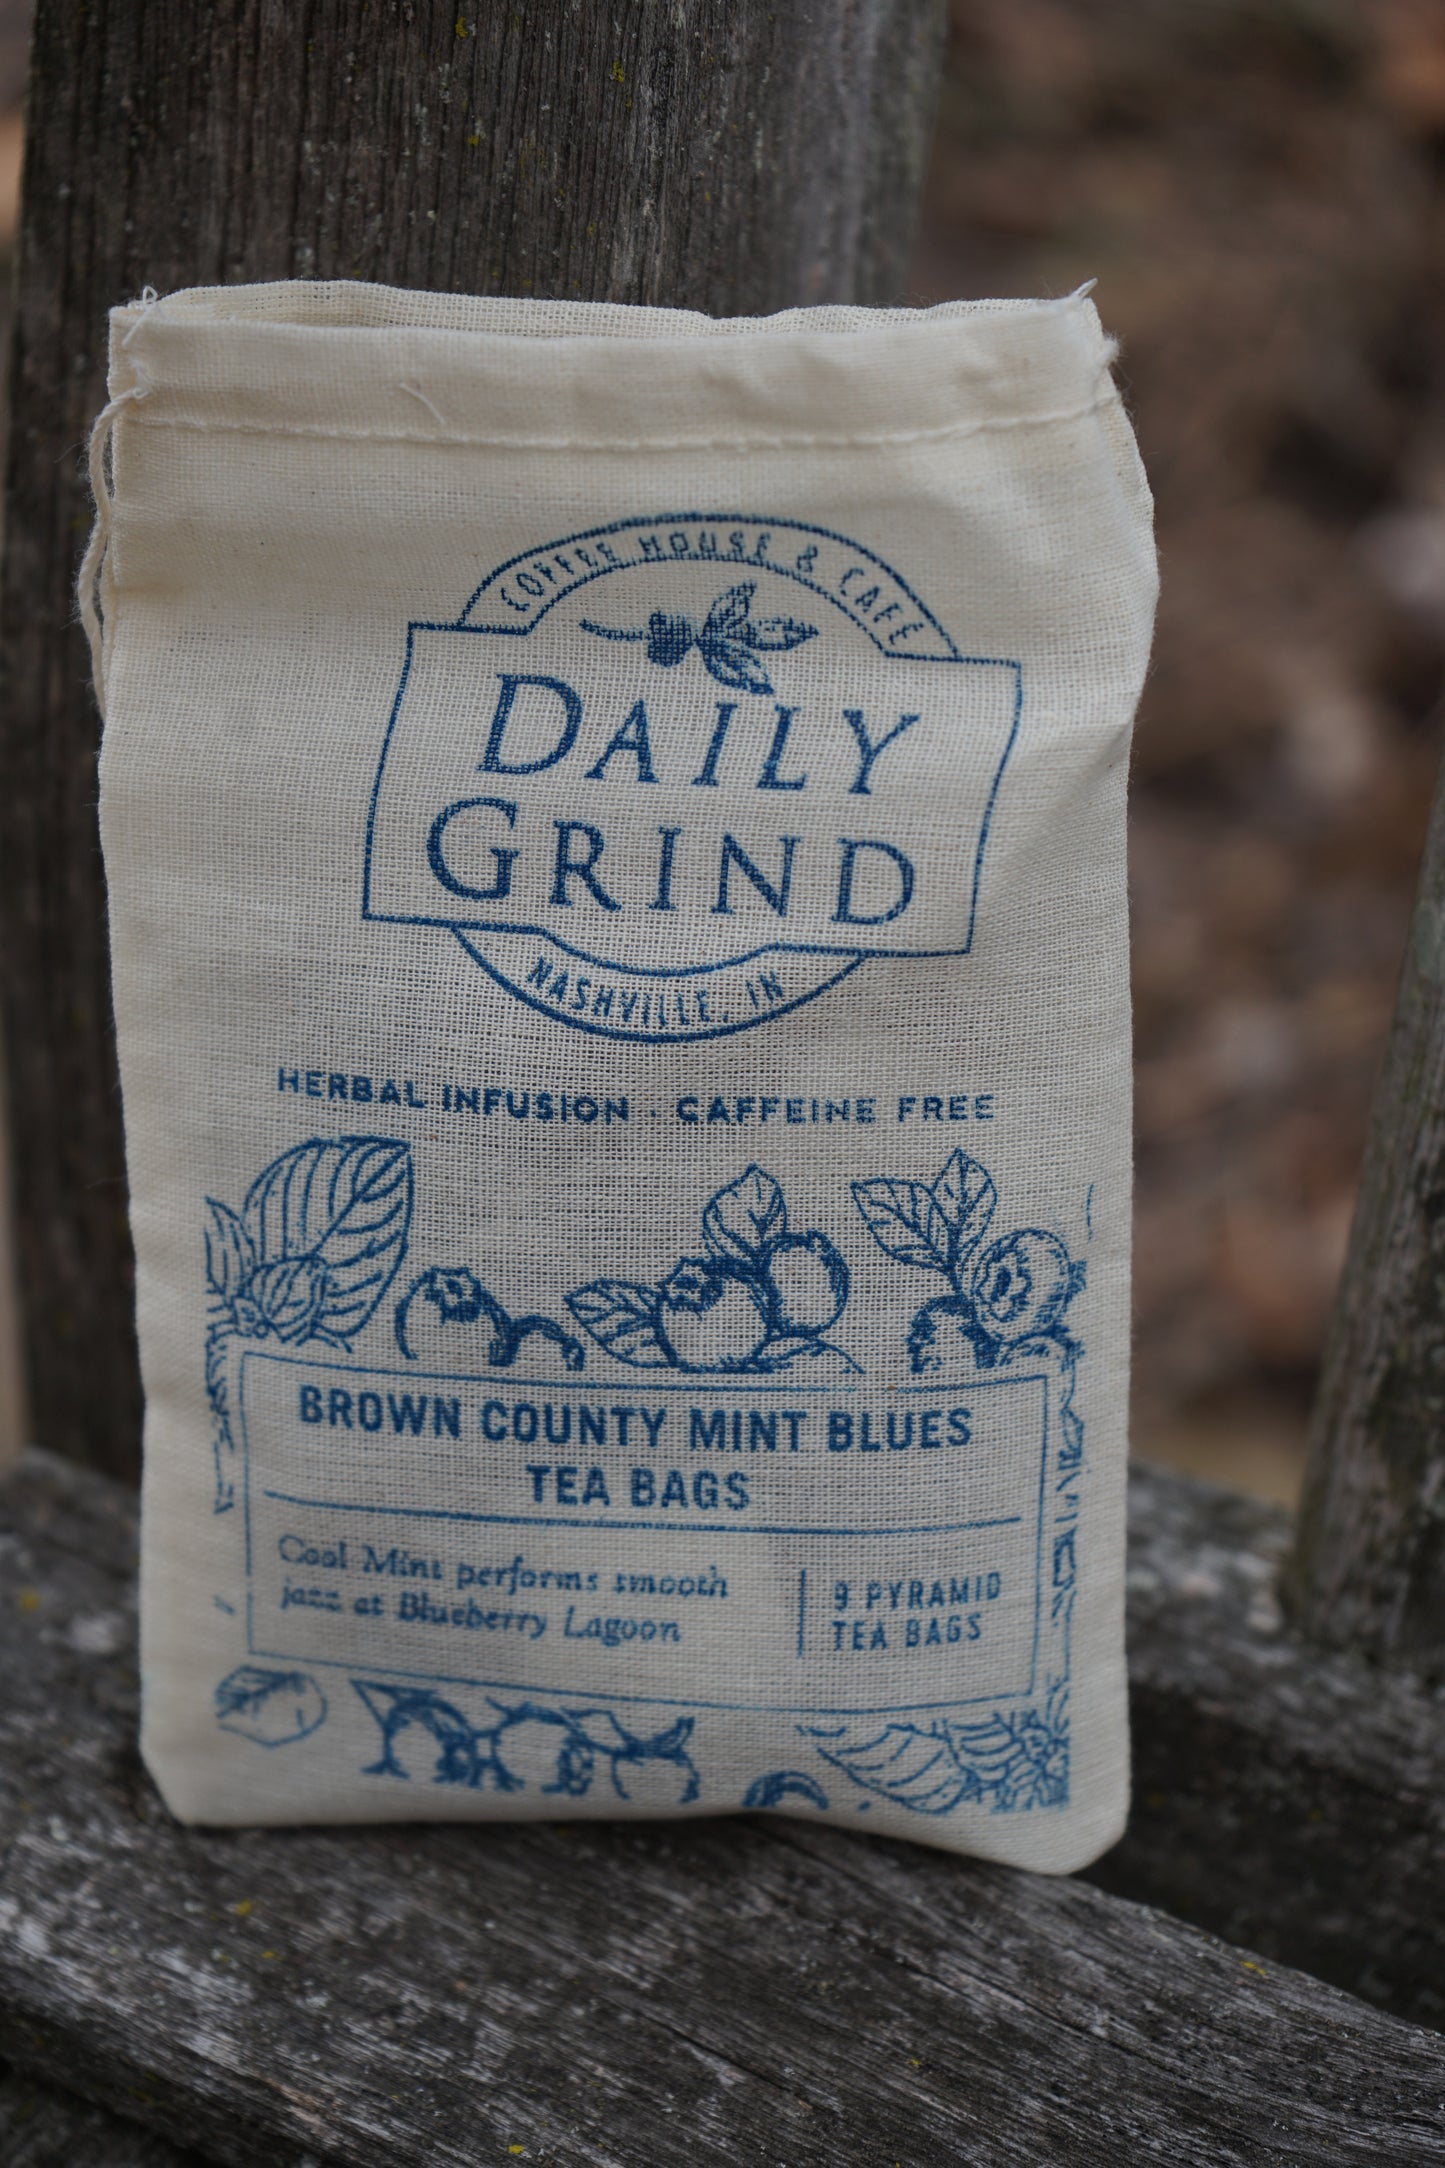 COFFEE HOUSE & CAFE
DAILY
GRIND
NASHVILLE, IN
HERBAL INFUSION · CAFFEINE FREE
BROWN COUNTY MINT BLUES
TEA BAGS
Cool Mint performs smooth
jazz at Blueberry Lagoon
9 PYRAMID
TEA BAGS